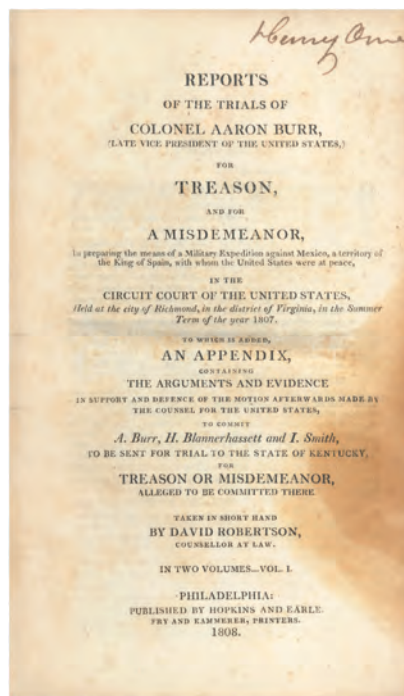 Henry
REPORTS
OF THE TRIALS OF
COLONEL AARON BURR,
(LATE VICE PRESIDENT OF THE UNITED STATES,)
FOR
TREASON,
AND FOR
A MISDEMEANOR,
In preparing the means of a Military Expedition against Mexico, a territory of
the King of Spain, with whom the United States were at peace,
IN THE
CIRCUIT COURT OF THE UNITED STATES,
Held at the city of Richmond, in the district of Virginia, in the Summer
Term of the year 1807.
TO WHICH IS ADDED,
AN APPENDIX,
CONTAINING
THE ARGUMENTS AND EVIDENCE
IN SUPPORT AND DEFENCE OF THE MOTION AFTERWARDS MADE BY
THE COUNSEL FOR THE UNITED STATES,
TO COMMIT
A. Burr, H. Blannerhassett and I. Smith,
TO BE SENT FOR TRIAL TO THE STATE OF KENTUCKY,
FOR
TREASON OR MISDEMEANOR,
ALLEGED TO BE COMMITTED THERE
TAKEN IN SHORT HAND
BY DAVID ROBERTSON,
COUNSELLOR AT LAW.
IN TWO VOLUMES...VOL. I.
PHILADELPHIA:
PUBLISHED BY HOPKINS AND EARLE.
FRY AND KAMMERER, PRINTERS.
1808.